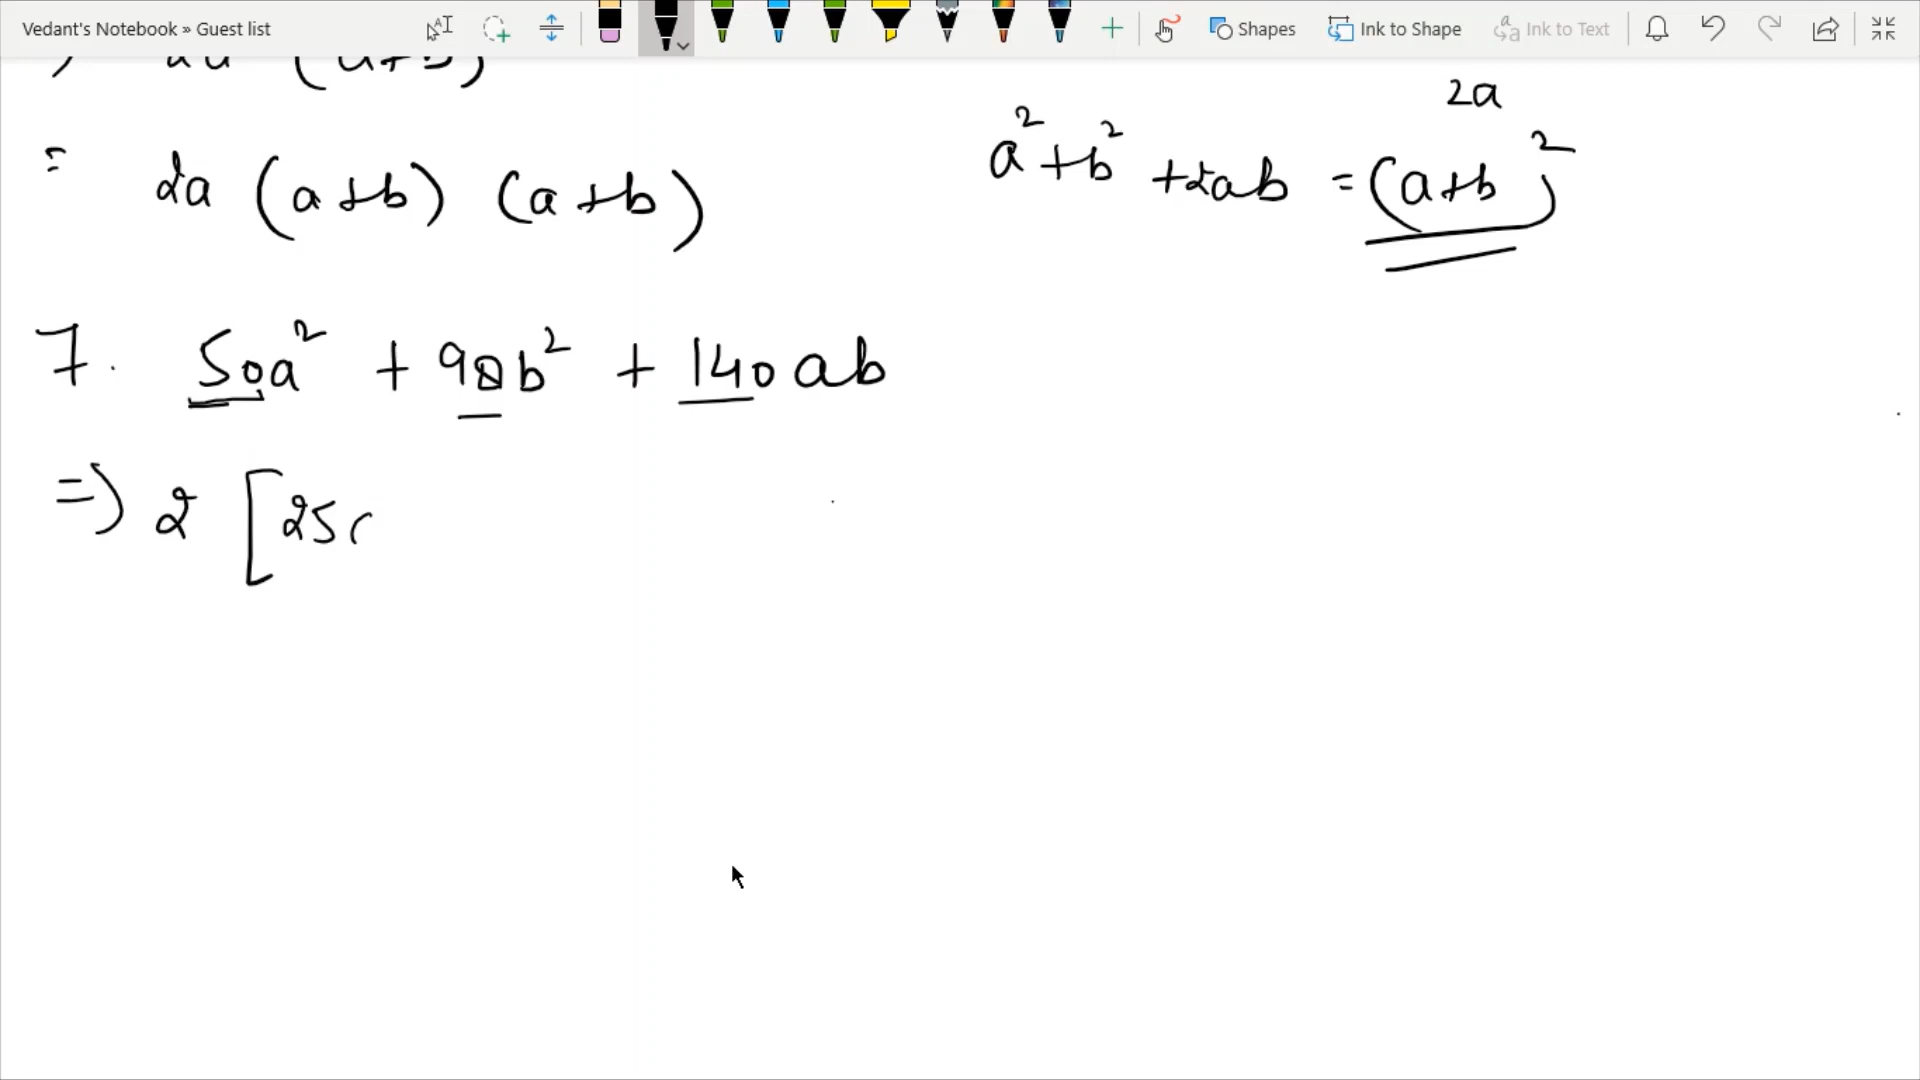 Vedant's Notebook » Guest list Shapes Ink to Shape Ink to Text
2a (a+b)
= 2a (a+b) (a+b)
2a
a² + b² + 2ab = (a+b)²
7. 50a² + 98b² + 140ab
=> 2 [25